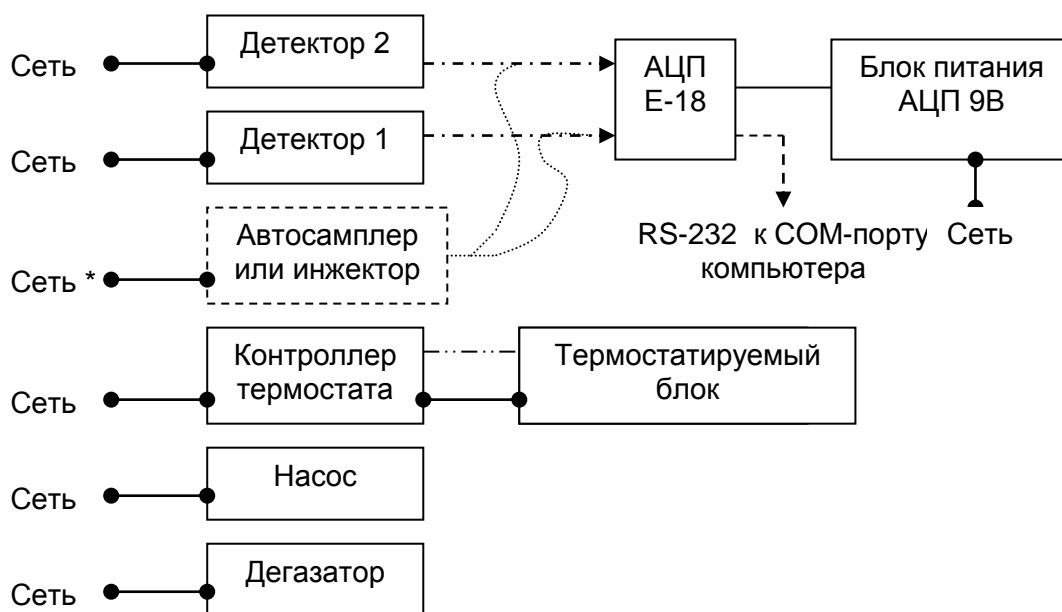 Сеть
Детектор 2
АЦП
Е-18
Блок питания
АЦП 9В
Сеть
Детектор 1
Сеть *
Автосамплер
или инжектор
RS-232 к COM-порту
компьютера
Сеть
Сеть
Контроллер
термостата
Термостатируемый
блок
Сеть
Насос
Сеть
Дегазатор